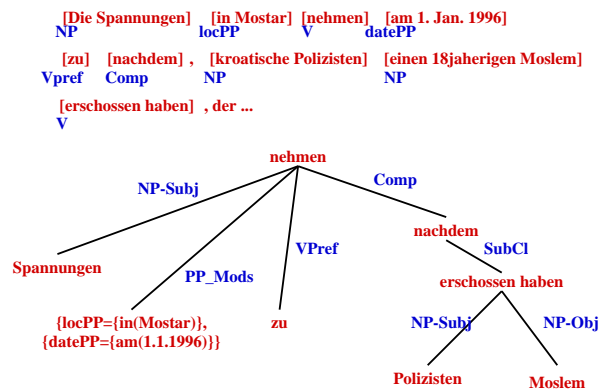 [Die Spannungen] [in Mostar] [nehmen] [am 1. Jan. 1996]
NP locPP V datePP
[zu] [nachdem] , [kroatische Polizisten] [einen 18jaherigen Moslem]
Vpref Comp NP NP
[erschossen haben] , der ...
V
nehmen
NP-Subj Comp
nachdem
VPref SubCl
Spannungen PP_Mods erschossen haben
{locPP={in(Mostar)}, zu NP-Subj NP-Obj
{datePP={am(1.1.1996)}}
Polizisten Moslem